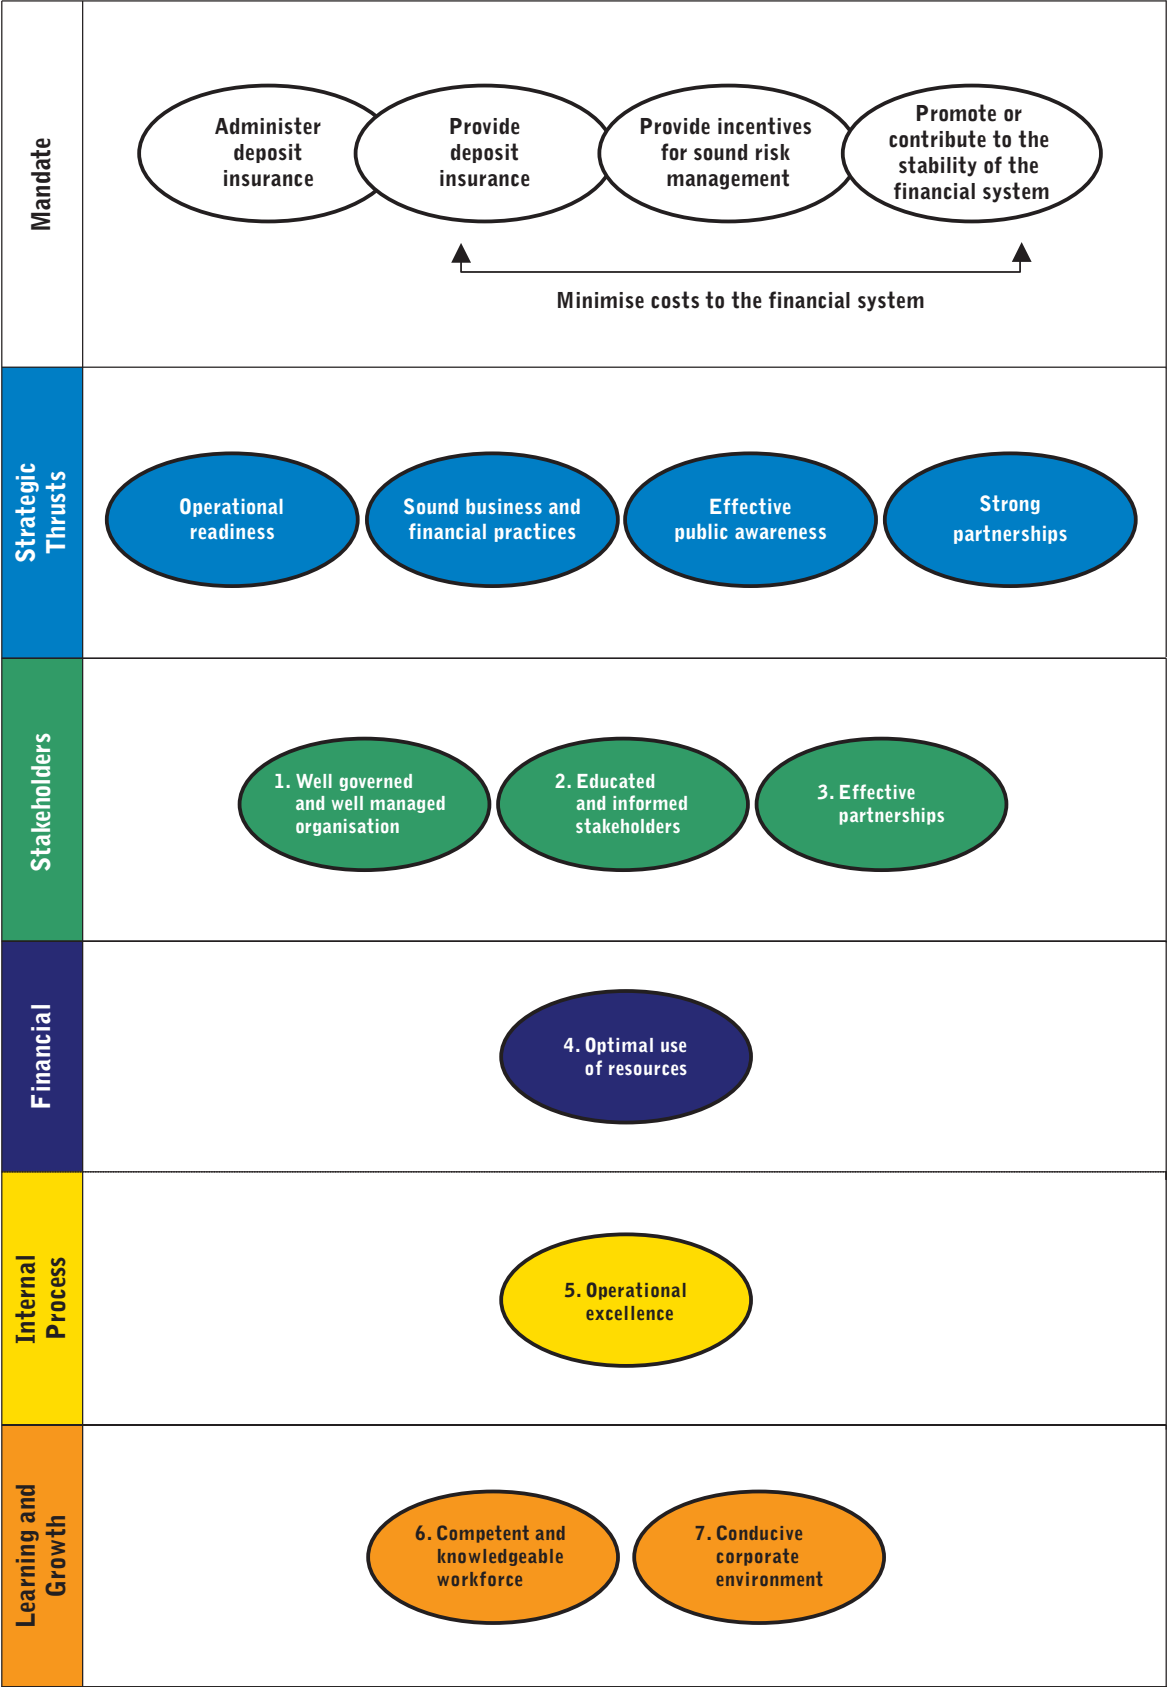 Mandate
Administer
deposit
insurance
Provide
deposit
insurance
Provide incentives
for sound risk
management
Promote or
contribute to the
stability of the
financial system
Minimise costs to the financial system
Strategic
Thrusts
Operational
readiness
Sound business and
financial practices
Effective
public awareness
Strong
partnerships
Stakeholders
1. Well governed
and well managed
organisation
2. Educated
and informed
stakeholders
3. Effective
partnerships
Financial
4. Optimal use
of resources
Internal
Process
5. Operational
excellence
Learning and
Growth
6. Competent and
knowledgeable
workforce
7. Conducive
corporate
environment